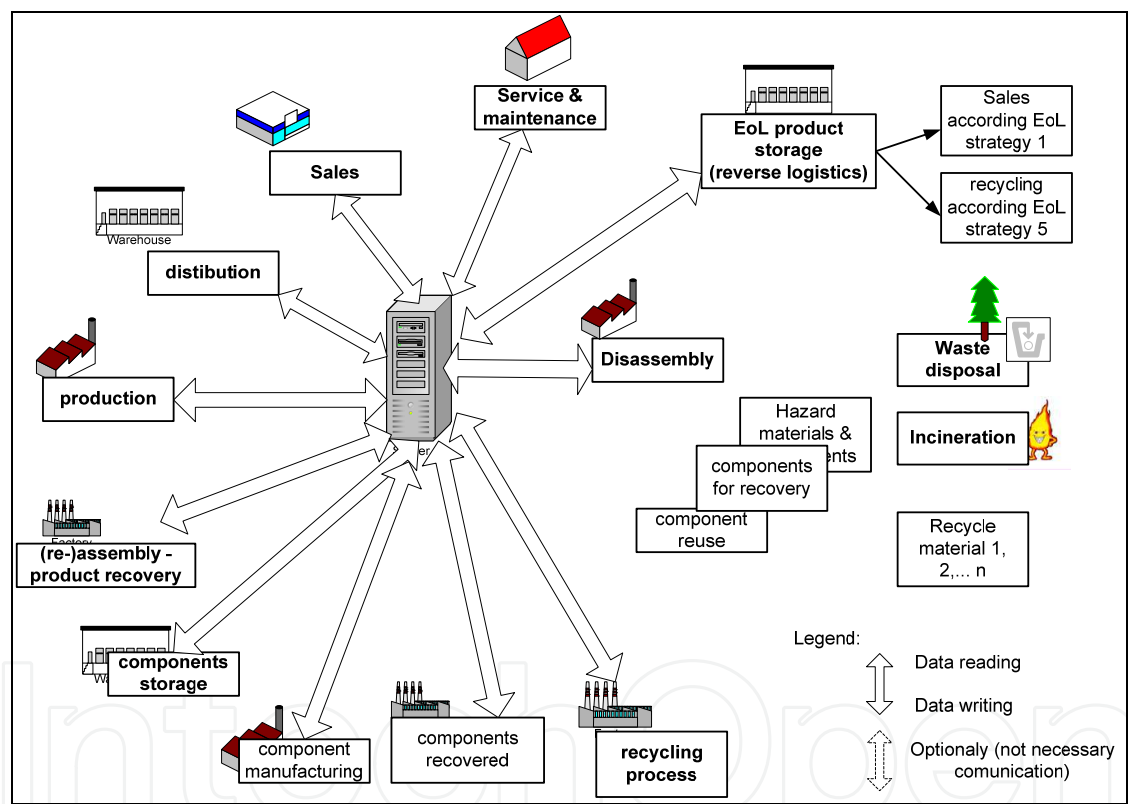 Service &
maintenance
EoL product
storage
(reverse logistics)
Sales
according EoL
strategy 1
recycling
according EoL
strategy 5
Sales
Warehouse
distibution
Disassembly
Waste
disposal
production
Hazard
materials &
components
for recovery
component
reuse
Incineration
Recycle
material 1,
2,... n
(re-)assembly -
product recovery
components
storage
component
manufacturing
components
recovered
recycling
process
Legend:
Data reading
Data writing
Optionaly (not necessary
comunication)
IntechOpen